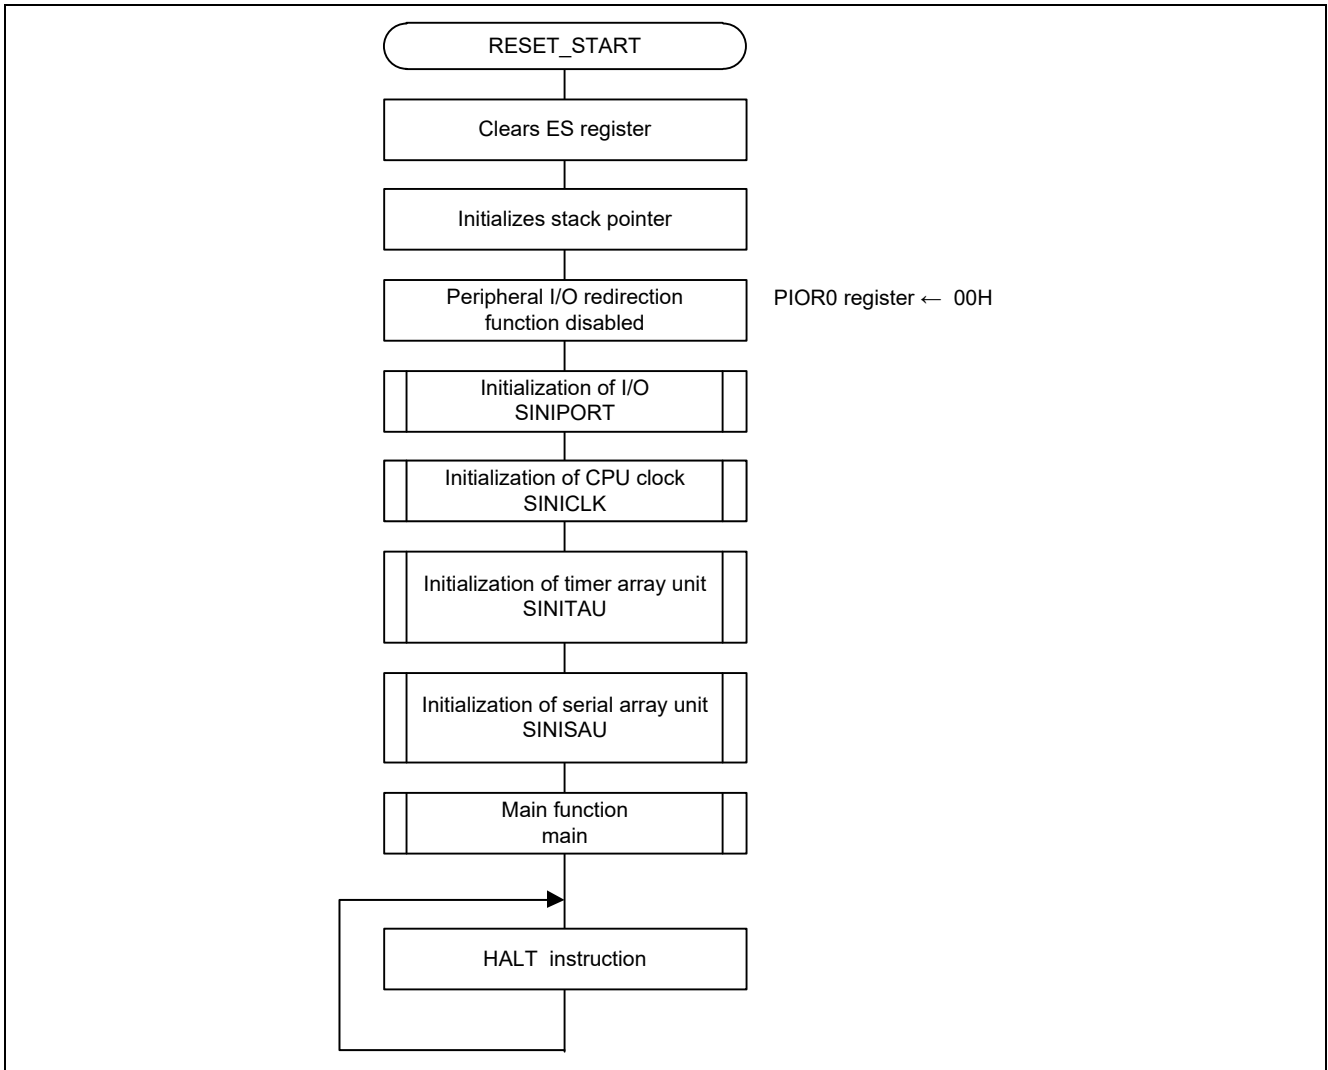 RESET_START
Clears ES register
Initializes stack pointer
Peripheral I/O redirection
function disabled
PIOR0 register ← 00H
Initialization of I/O
SINIPORT
Initialization of CPU clock
SINICLK
Initialization of timer array unit
SINITAU
Initialization of serial array unit
SINISAU
Main function
main
HALT  instruction